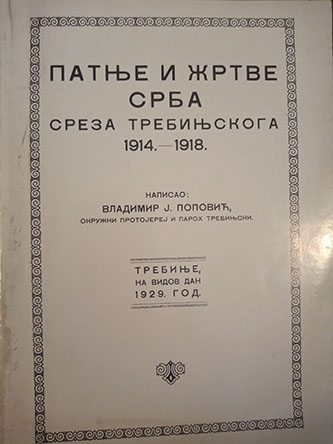 ПАТЊЕ И ЖРТВЕ
СРБА
СРЕЗА ТРЕБИЊСКОГА
1914.—1918.
НАПИСАО:
ВЛАДИМИР Ј. ПОПОВИЋ,
ОКРУЖНИ ПРОТОЈЕРЕЈ И ПАРОХ ТРЕБИЊСКИ.
ТРЕБИЊЕ,
НА ВИДОВ ДАН
1929. ГОД.